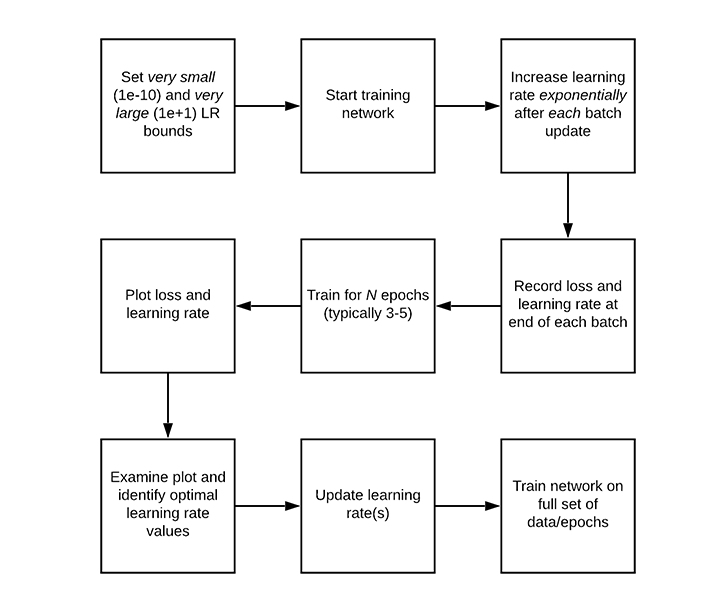 Set very small
(1e-10) and very
large (1e+1) LR
bounds
Start training
network
Increase learning
rate exponentially
after each batch
update
Record loss and
learning rate at
end of each batch
Train for N epochs
(typically 3-5)
Plot loss and
learning rate
Examine plot and
identify optimal
learning rate
values
Update learning
rate(s)
Train network on
full set of
data/epochs